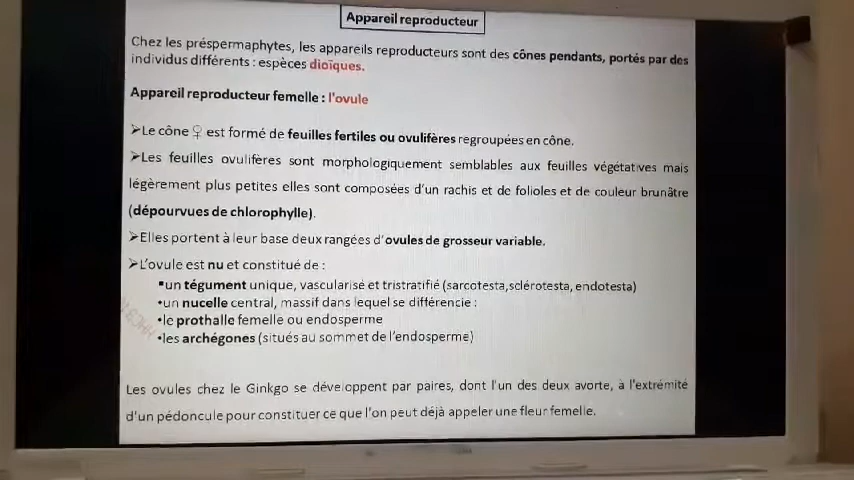 Appareil reproducteur
Chez les préspermaphytes, les appareils reproducteurs sont des cônes pendants, portés par des
individus différents : espèces dioïques.
Appareil reproducteur femelle : l'ovule
➢Le cône ♀ est formé de feuilles fertiles ou ovulifères regroupées en cône.
➢Les feuilles ovulifères sont morphologiquement semblables aux feuilles végétatives mais
légèrement plus petites elles sont composées d'un rachis et de folioles et de couleur brunâtre
(dépourvues de chlorophylle).
➢Elles portent à leur base deux rangées d'ovules de grosseur variable.
➢L'ovule est nu et constitué de :
▪un tégument unique, vascularisé et tristratifié (sarcotesta,sclérotesta, endotesta)
•un nucelle central, massif dans lequel se différencie :
•le prothalle femelle ou endosperme
•les archégones (situés au sommet de l'endosperme)
Les ovules chez le Ginkgo se développent par paires, dont l'un des deux avorte, à l'extrémité
d'un pédoncule pour constituer ce que l'on peut déjà appeler une fleur femelle.